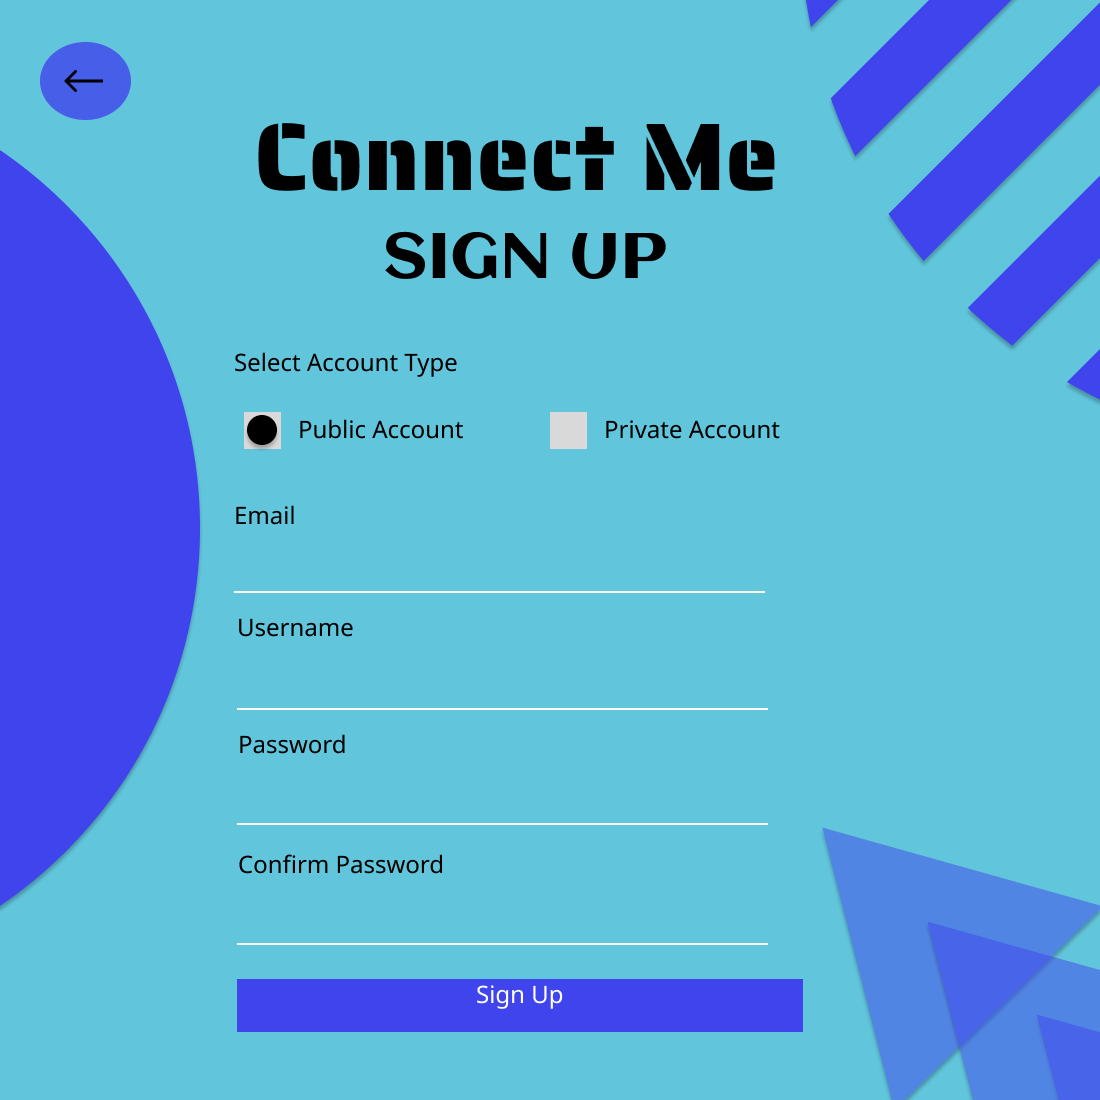 Connect Me
SIGN UP
Select Account Type
Public Account Private Account
Email
Username
Password
Confirm Password
Sign Up